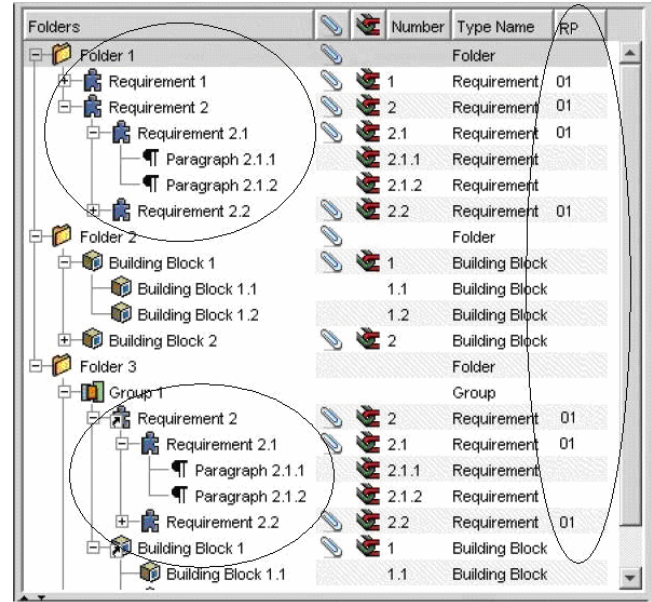 Folders Number Type Name RP
Folder 1 Folder
Requirement 1 1 Requirement 01
Requirement 2 2 Requirement 01
Requirement 2.1 2.1 Requirement 01
¶ Paragraph 2.1.1 2.1.1 Requirement
¶ Paragraph 2.1.2 2.1.2 Requirement
Requirement 2.2 2.2 Requirement 01
Folder 2 Folder
Building Block 1 1 Building Block
Building Block 1.1 1.1 Building Block
Building Block 1.2 1.2 Building Block
Building Block 2 2 Building Block
Folder 3 Folder
Group 1 Group
Requirement 2 2 Requirement 01
Requirement 2.1 2.1 Requirement 01
¶ Paragraph 2.1.1 2.1.1 Requirement
¶ Paragraph 2.1.2 2.1.2 Requirement
Requirement 2.2 2.2 Requirement 01
Building Block 1 1 Building Block
Building Block 1.1 1.1 Building Block